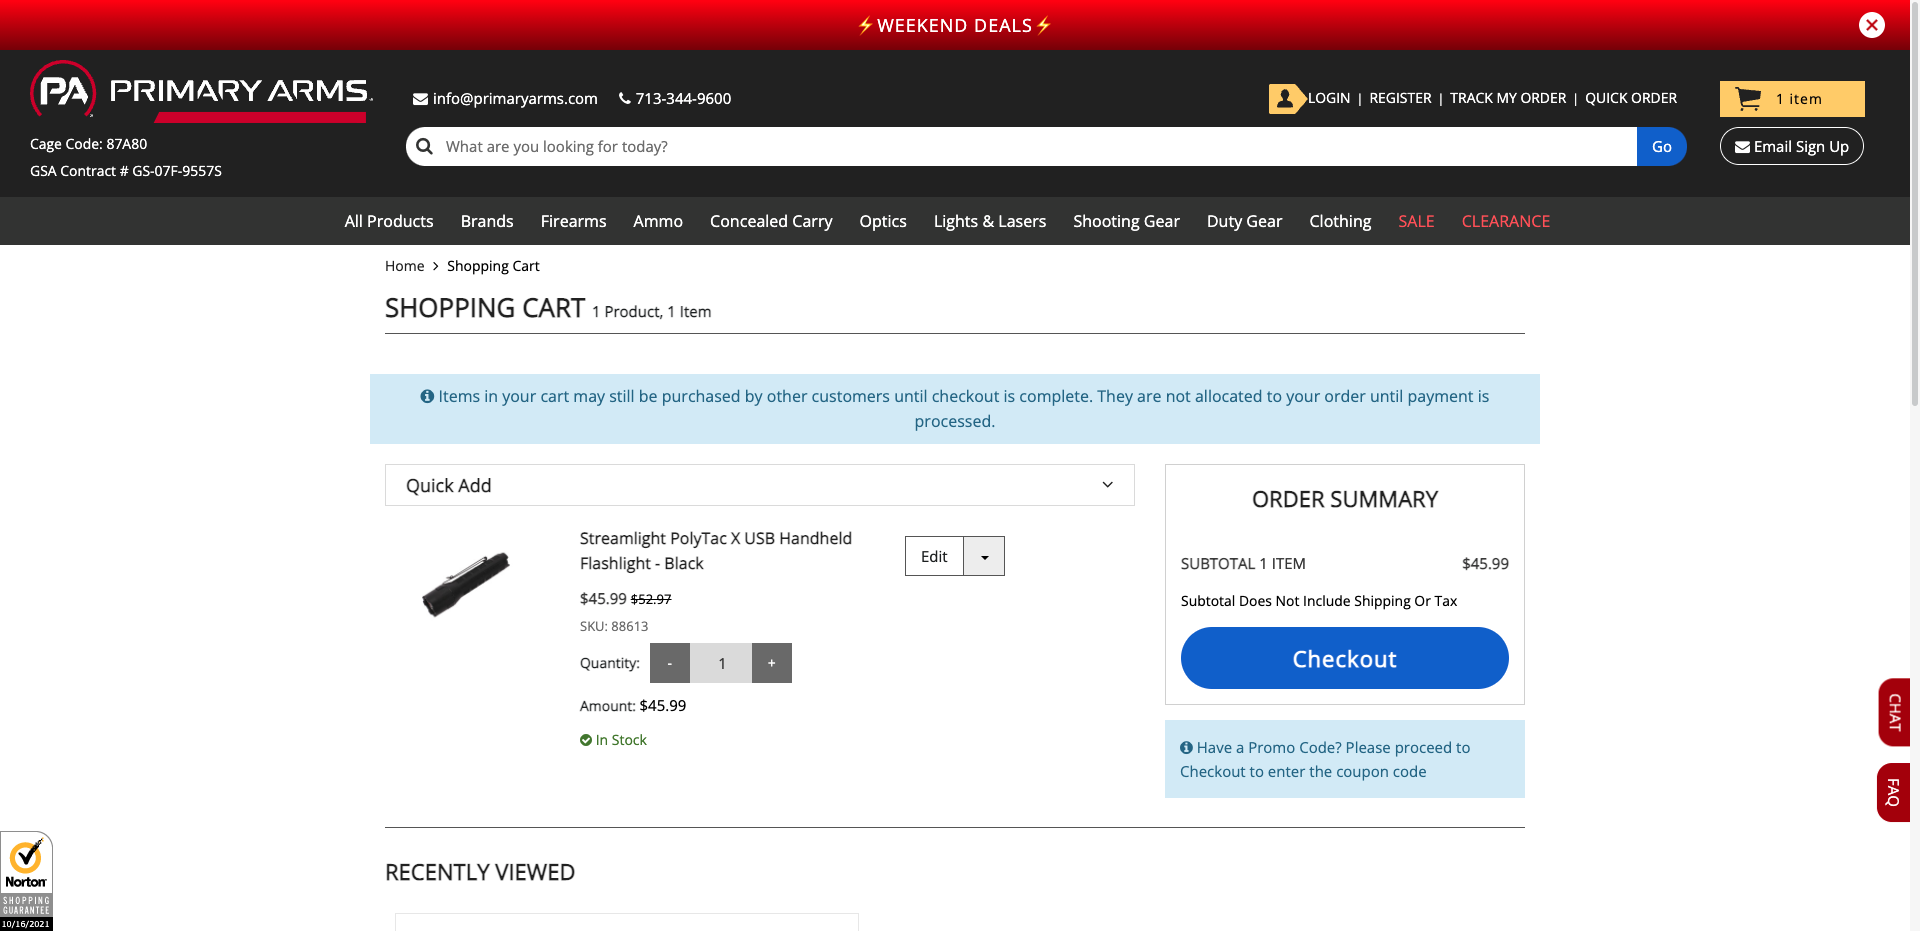 ⚡WEEKEND DEALS⚡
PA PRIMARY ARMS
info@primaryarms.com 713-344-9600
LOGIN | REGISTER | TRACK MY ORDER | QUICK ORDER
1 item
Cage Code: 87A80
GSA Contract # GS-07F-9557S
What are you looking for today?
Go
Email Sign Up
All Products Brands Firearms Ammo Concealed Carry Optics Lights & Lasers Shooting Gear Duty Gear Clothing SALE CLEARANCE
Home > Shopping Cart
SHOPPING CART 1 Product, 1 Item
Items in your cart may still be purchased by other customers until checkout is complete. They are not allocated to your order until payment is
processed.
Quick Add
Streamlight PolyTac X USB Handheld
Flashlight - Black
Edit
$45.99 $52.97
SKU: 88613
Quantity: - 1 +
Amount: $45.99
In Stock
ORDER SUMMARY
SUBTOTAL 1 ITEM $45.99
Subtotal Does Not Include Shipping Or Tax
Checkout
Have a Promo Code? Please proceed to
Checkout to enter the coupon code
CHAT
FAQ
RECENTLY VIEWED
Norton
SHOPPING
GUARANTEE
10/16/2021